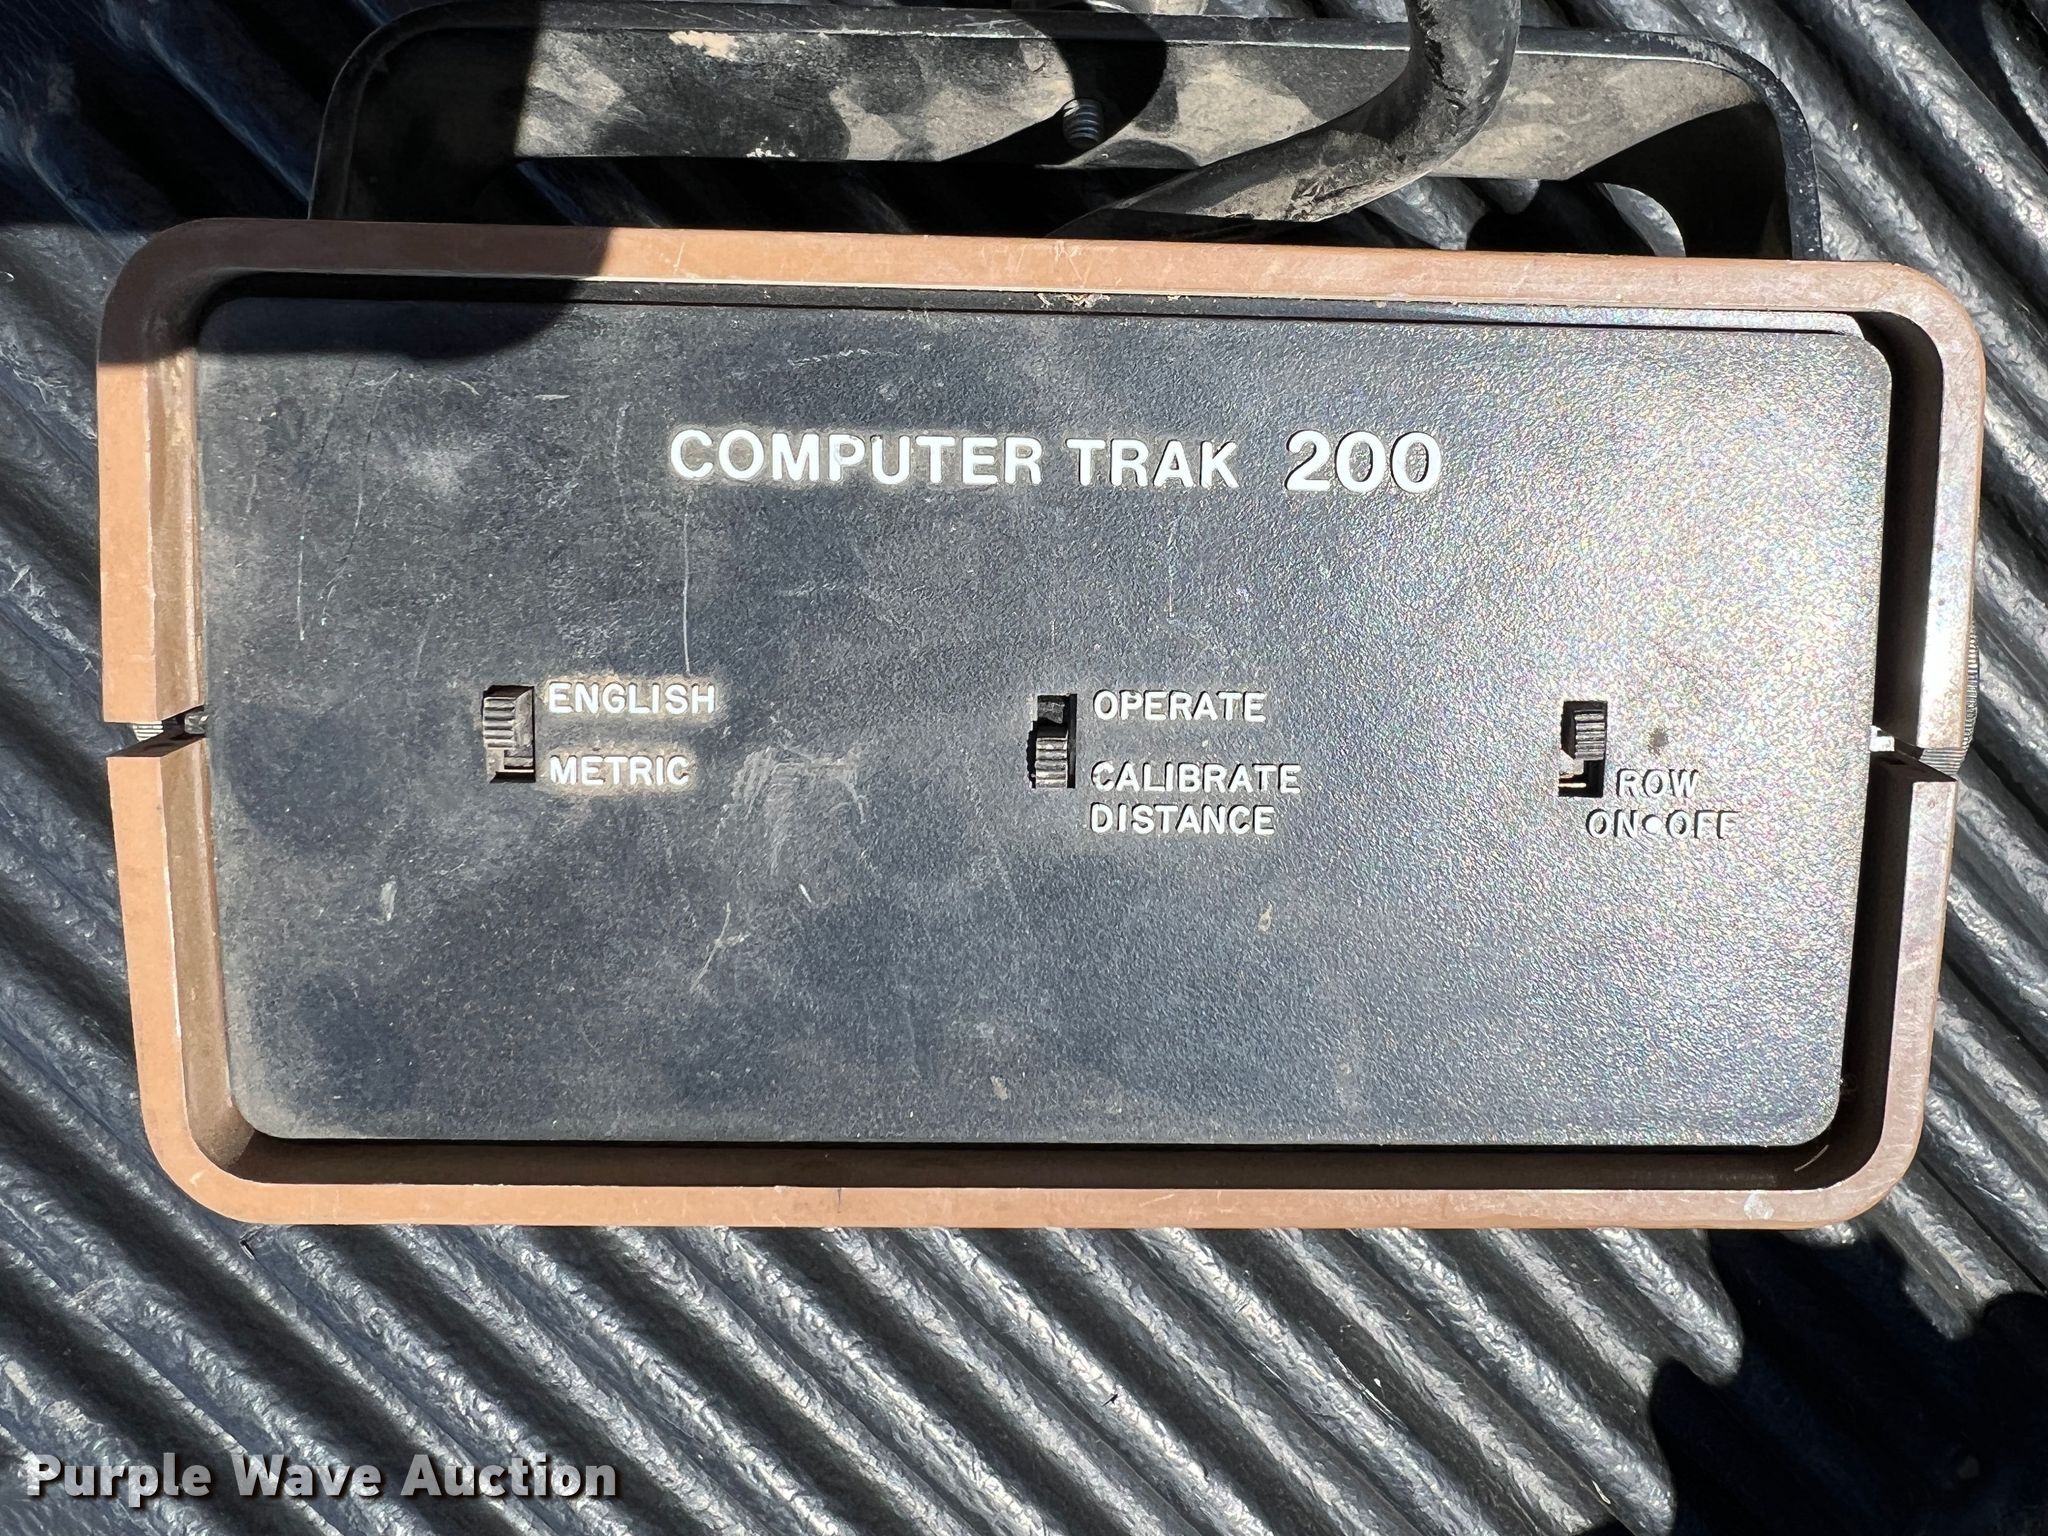 COMPUTER TRAK 200
ENGLISH
METRIC
OPERATE
CALIBRATE
DISTANCE
ROW
ON•OFF
Purple Wave Auction